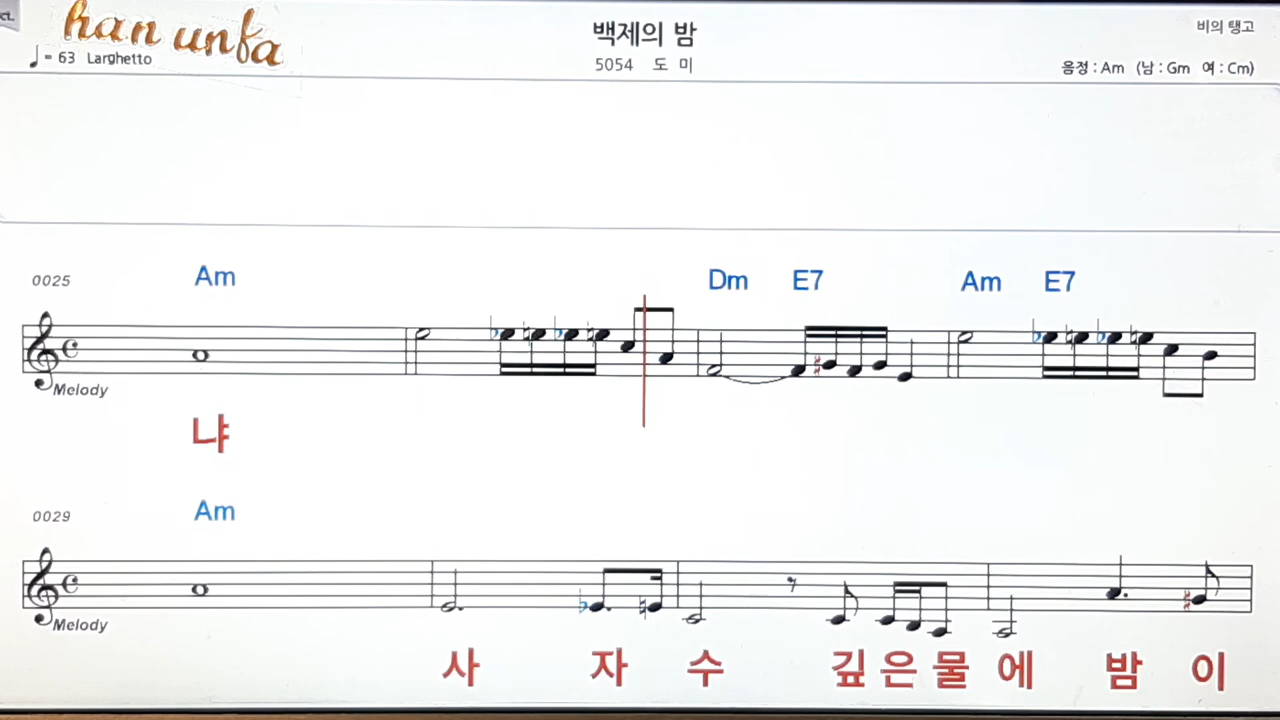 ct.
han unfa
백제의 밤
비의 탱고
♩= 63 Larghetto
5054 도 미
음정 : Am (남 : Gm 여 : Cm)
0025 Am Dm E7 Am E7
Melody
냐
0029 Am
Melody
사 자 수 깊 은 물 에 밤 이